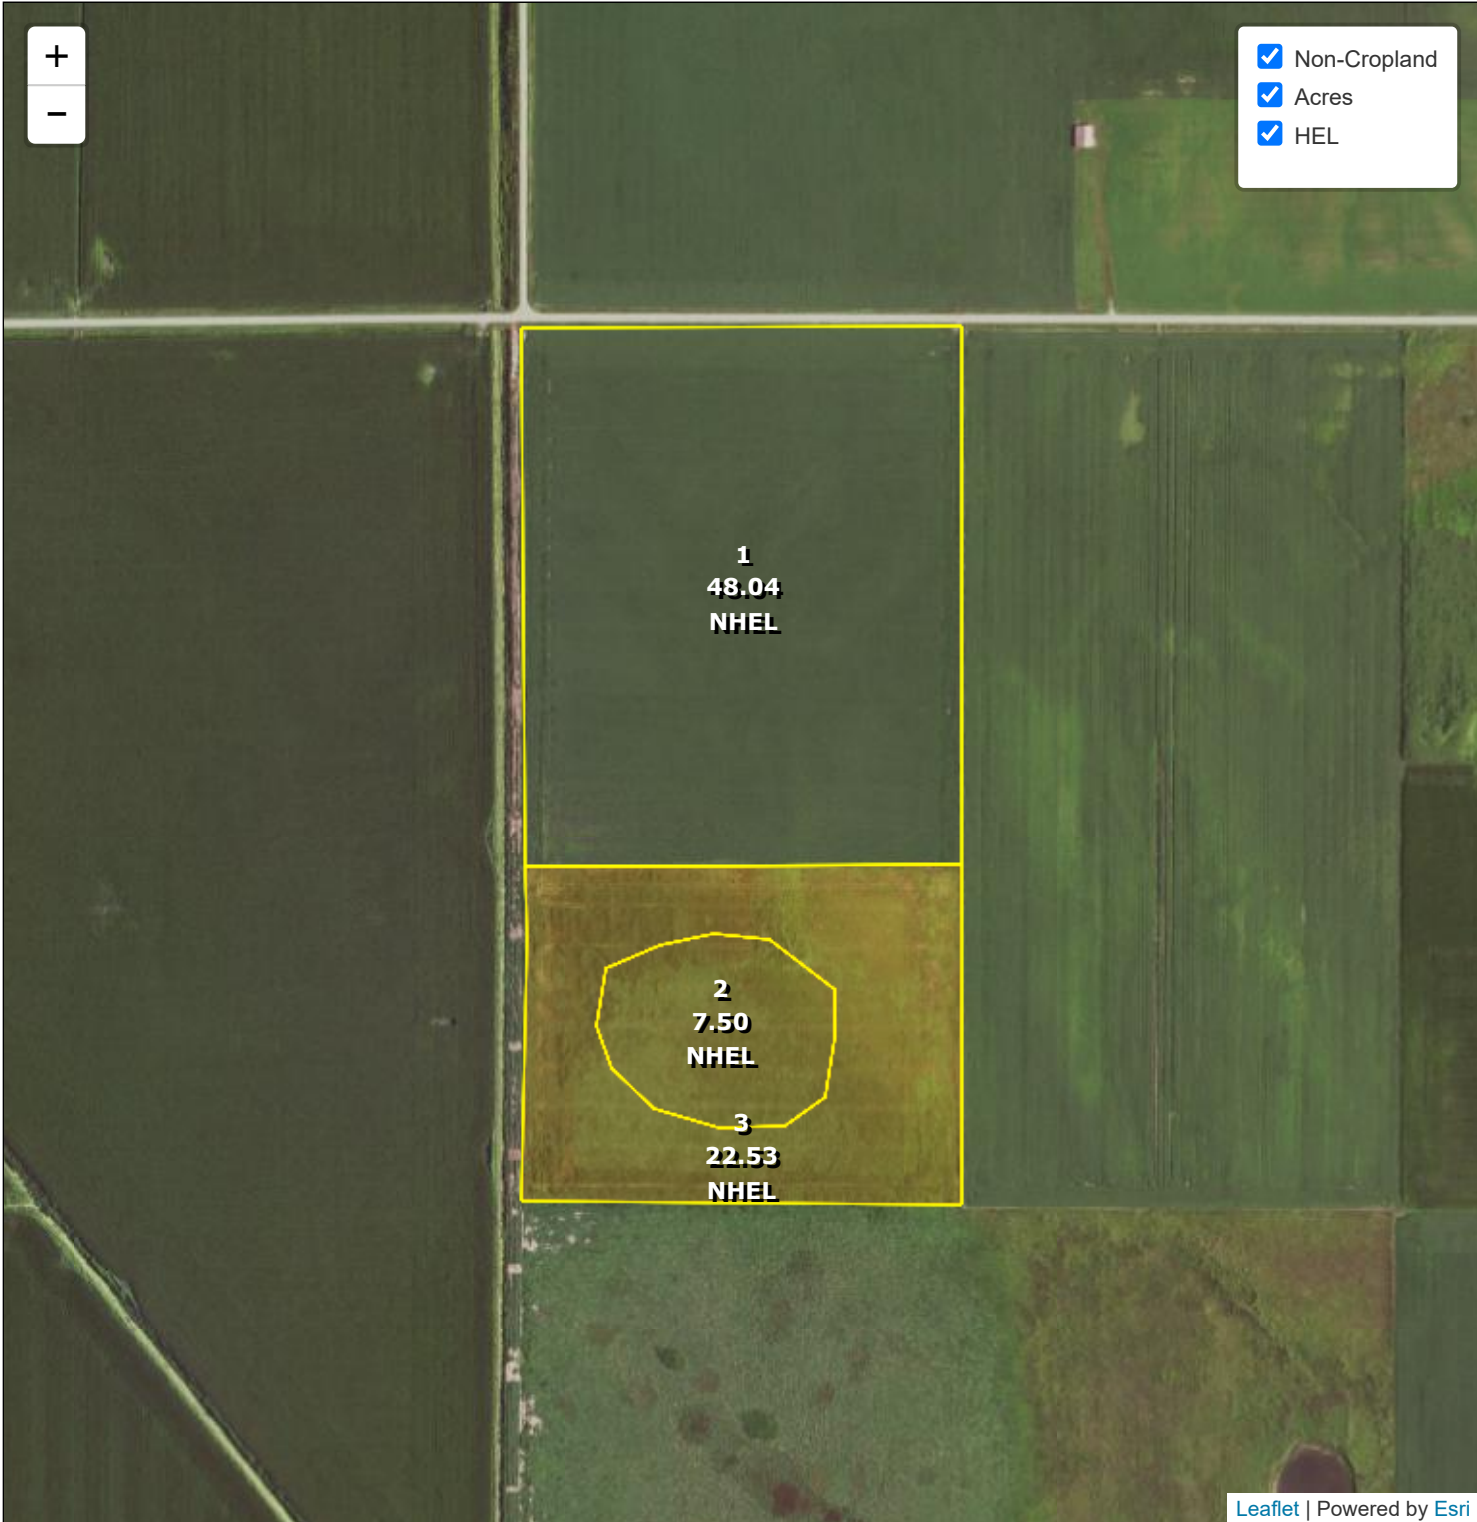 +
−
Non-Cropland
Acres
HEL
1
48.04
NHEL
2
7.50
NHEL
3
22.53
NHEL
Leaflet | Powered by Esri